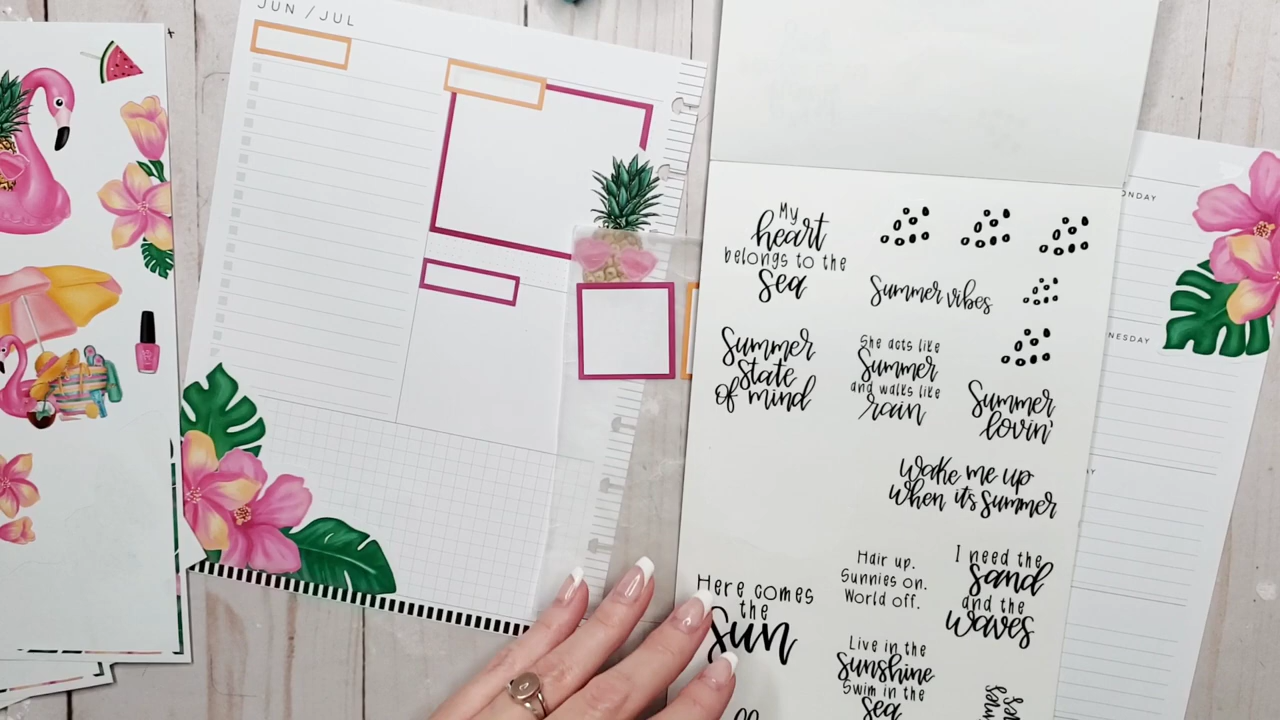 JUN / JUL
My
heart
belongs to the
sea
Summer vibes
Summer
state
of mind
She acts like
Summer
and walks like
rain
Summer
lovin'
Wake me up
when it's summer
Hair up.
Sunnies on.
World off.
I need the
sand
and the
waves
Here comes
the
sun
Live in the
sunshine
Swim in the
sea